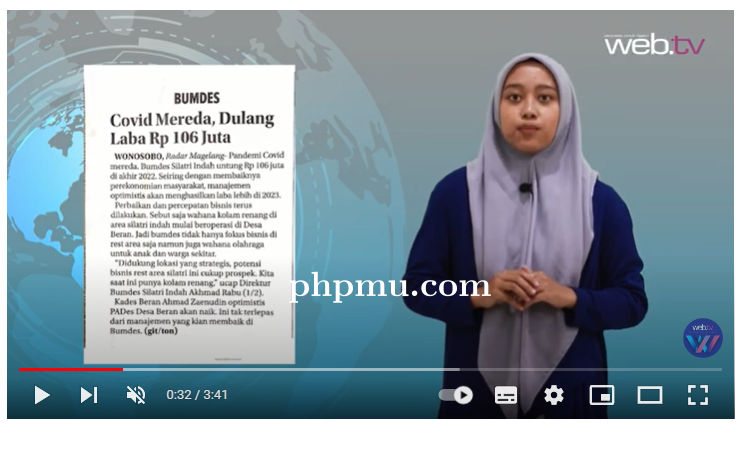 web.tv
BUMDES
Covid Mereda, Dulang
Laba Rp 106 Juta
WONOSOBO, Radar Magelang- Pandemi Covid
mereda. Bumdes Silatri Indah untung Rp 106 juta
di akhir 2022. Seiring dengan membaiknya
perekonomian masyarakat, manajemen
optimistis akan menghasilkan laba lebih di 2023.
Perbaikan dan percepatan bisnis terus
dilakukan. Sebut saja wahana kolam renang di
area silatri indah mulai beroperasi di Desa
Beran. Jadi bumdes tidak hanya fokus bisnis di
rest area saja namun juga wahana olahraga
untuk anak dan warga sekitar.
"Didukung lokasi yang strategis, potensi
bisnis rest area silatri ini cukup prospek. Kita
saat ini punya kolam renang," ucap Direktur
Bumdes Silatri Indah Akhmad Rabu (1/2).
Kades Beran Ahmad Zaenudin optimistis
PADes Desa Beran akan naik. Ini tak terlepas
dari manajemen yang kian membaik di
Bumdes. (git/ton)
phpmu.com
web.tv
0:32 / 3:41